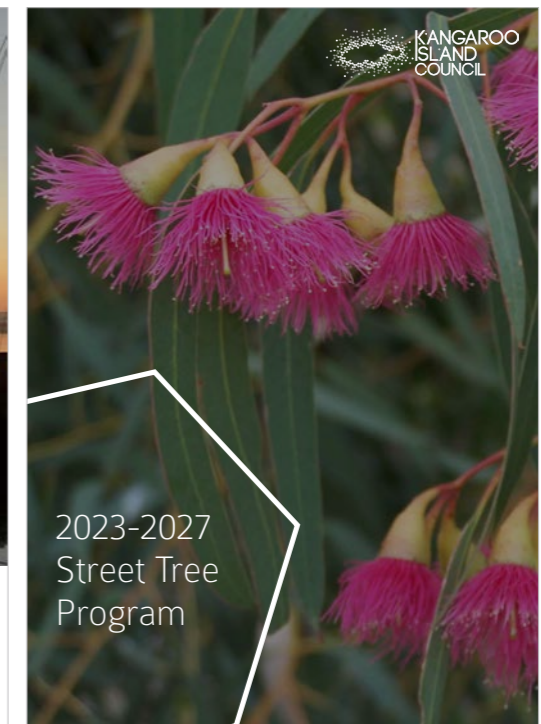 KANGAROO
ISLAND
COUNCIL
2023-2027
Street Tree
Program